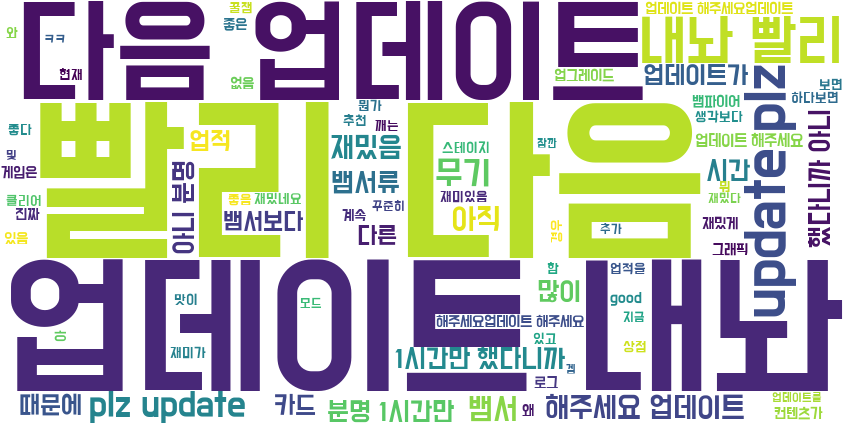 와 ㅋㅋ 현재 다음 업데이트 꿀잼 좋은 없음 업데이트 해주세요업데이트
내놔 빨리
업그레이드 업데이트가
빨리 다음
좋다 및 게임은 클리어 진짜 있음
업적 아니 분명 좋음 재밌네요 뱀서보다
뭔가 추천 깨는 재밌음 뱀서류 계속 꾸준히 다른
스테이지 무기 재미있음 아직
잠깐 아직 추가
뱀파이어 생각보다 보면 하다보면
업데이트 해주세요
시간 뭐 재밌다 재밌게 그래픽
update plz
했다니까 아니
업데이트 내놔
송 맛이 재미가 모드
함 많이 업적을 good 지금 상점
해주세요업데이트 해주세요
1시간만 했다니까 있고 겜 로그
때문에 plz update 카드 분명 1시간만 뱀서 왜 해주세요 업데이트
업데이트를 컨텐츠가